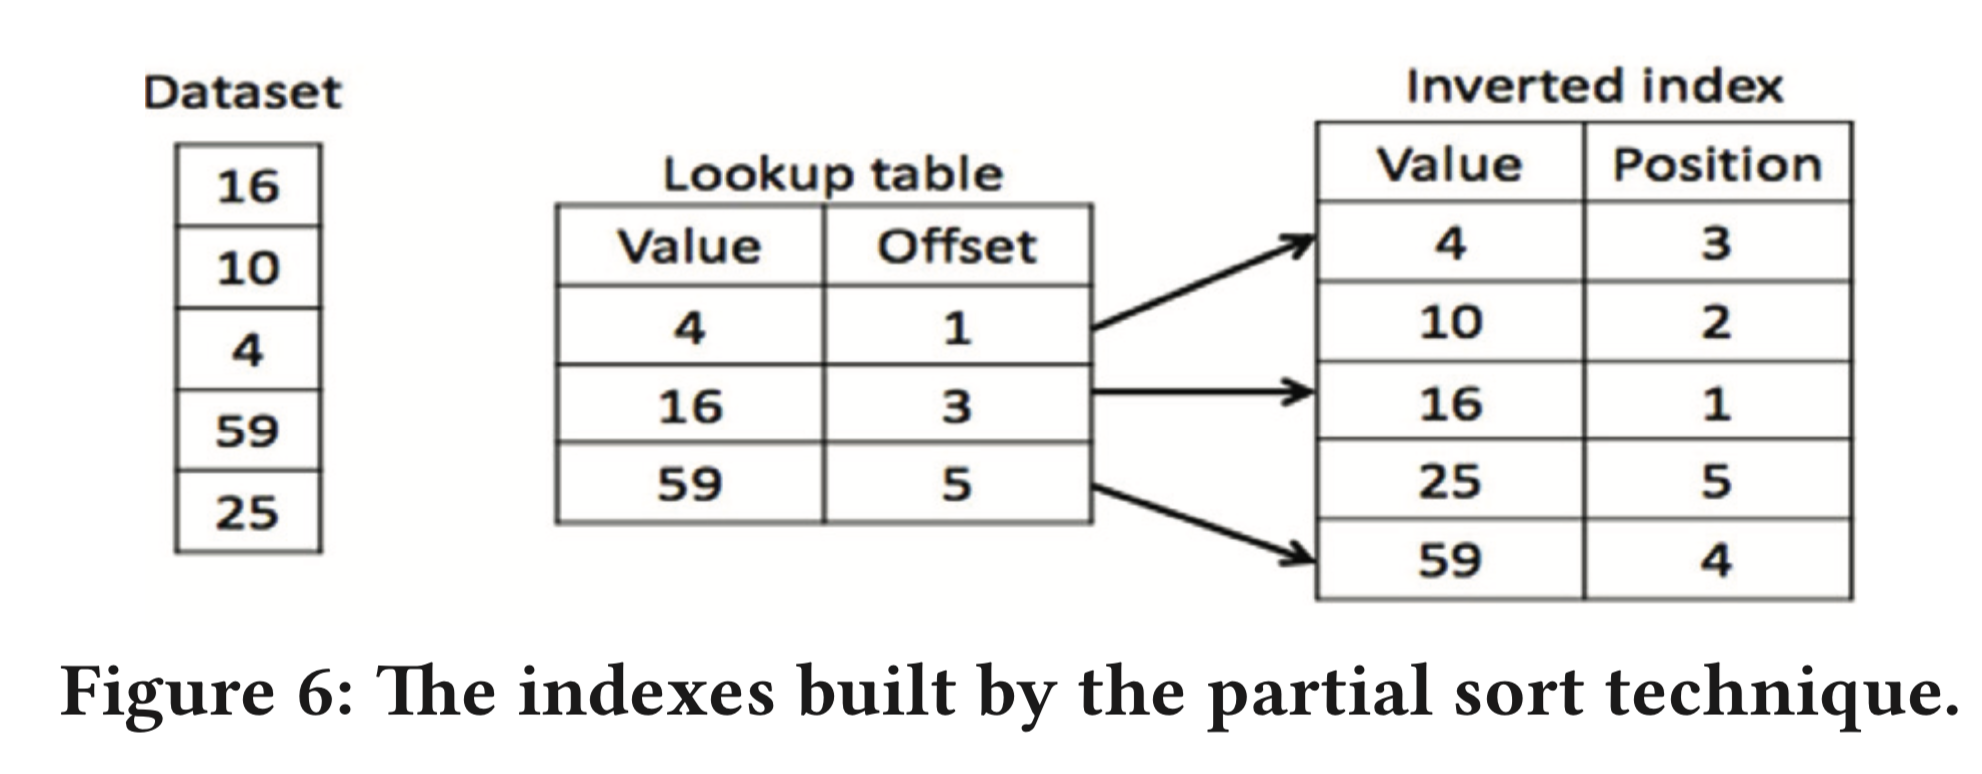 Dataset
16
10
4
59
25
Lookup table
Value Offset
4 1
16 3
59 5
Inverted index
Value Position
4 3
10 2
16 1
25 5
59 4
Figure 6: The indexes built by the partial sort technique.